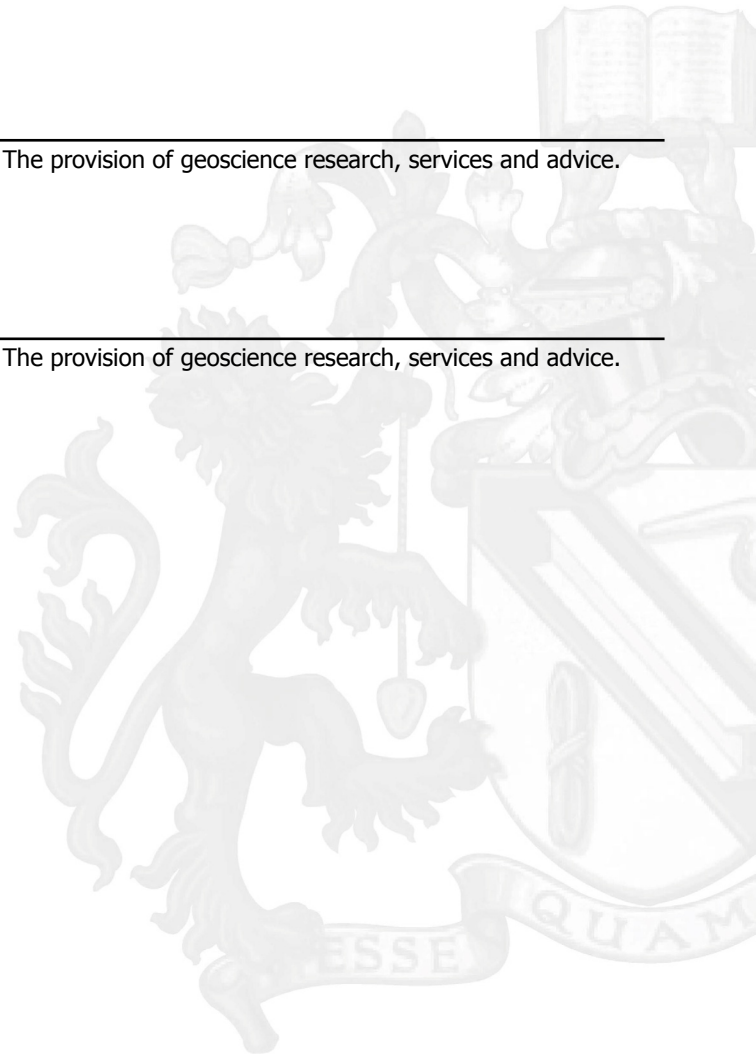 The provision of geoscience research, services and advice.
The provision of geoscience research, services and advice.
ESSE QUAM